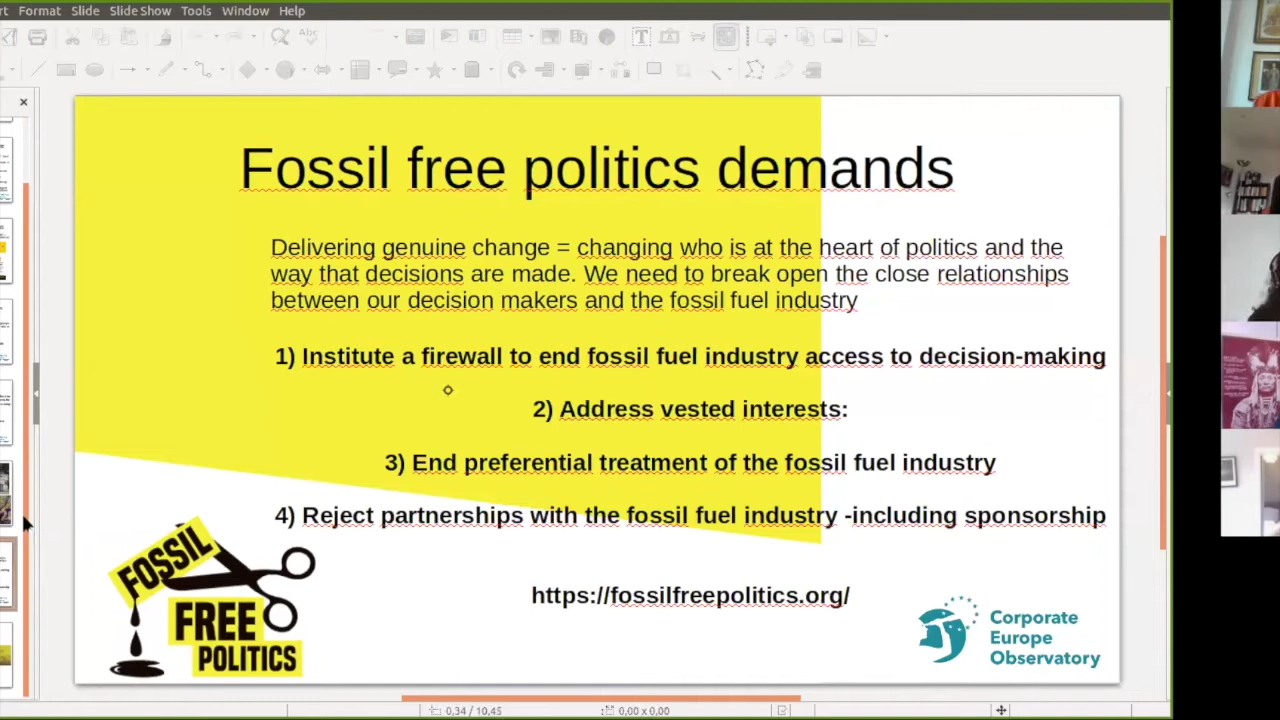 Format Slide Slide Show Tools Window Help
Abc
Fossil free politics demands
Delivering genuine change = changing who is at the heart of politics and the
way that decisions are made. We need to break open the close relationships
between our decision makers and the fossil fuel industry
1) Institute a firewall to end fossil fuel industry access to decision-making
2) Address vested interests:
3) End preferential treatment of the fossil fuel industry
4) Reject partnerships with the fossil fuel industry -including sponsorship
https://fossilfreepolitics.org/
FOSSIL
FREE
POLITICS
Corporate
Europe
Observatory
0,34 / 10,45
0,00 x 0,00